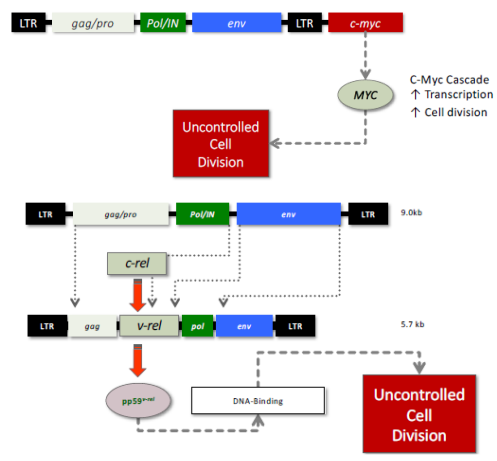 LTR gag/pro Pol/IN env LTR c-myc
C-Myc Cascade
MYC ↑ Transcription
↑ Cell division
Uncontrolled
Cell
Division
LTR gag/pro Pol/IN env LTR 9.0kb
c-rel
LTR gag v-rel pol env LTR 5.7 kb
pp59v-rel DNA-Binding
Uncontrolled
Cell
Division